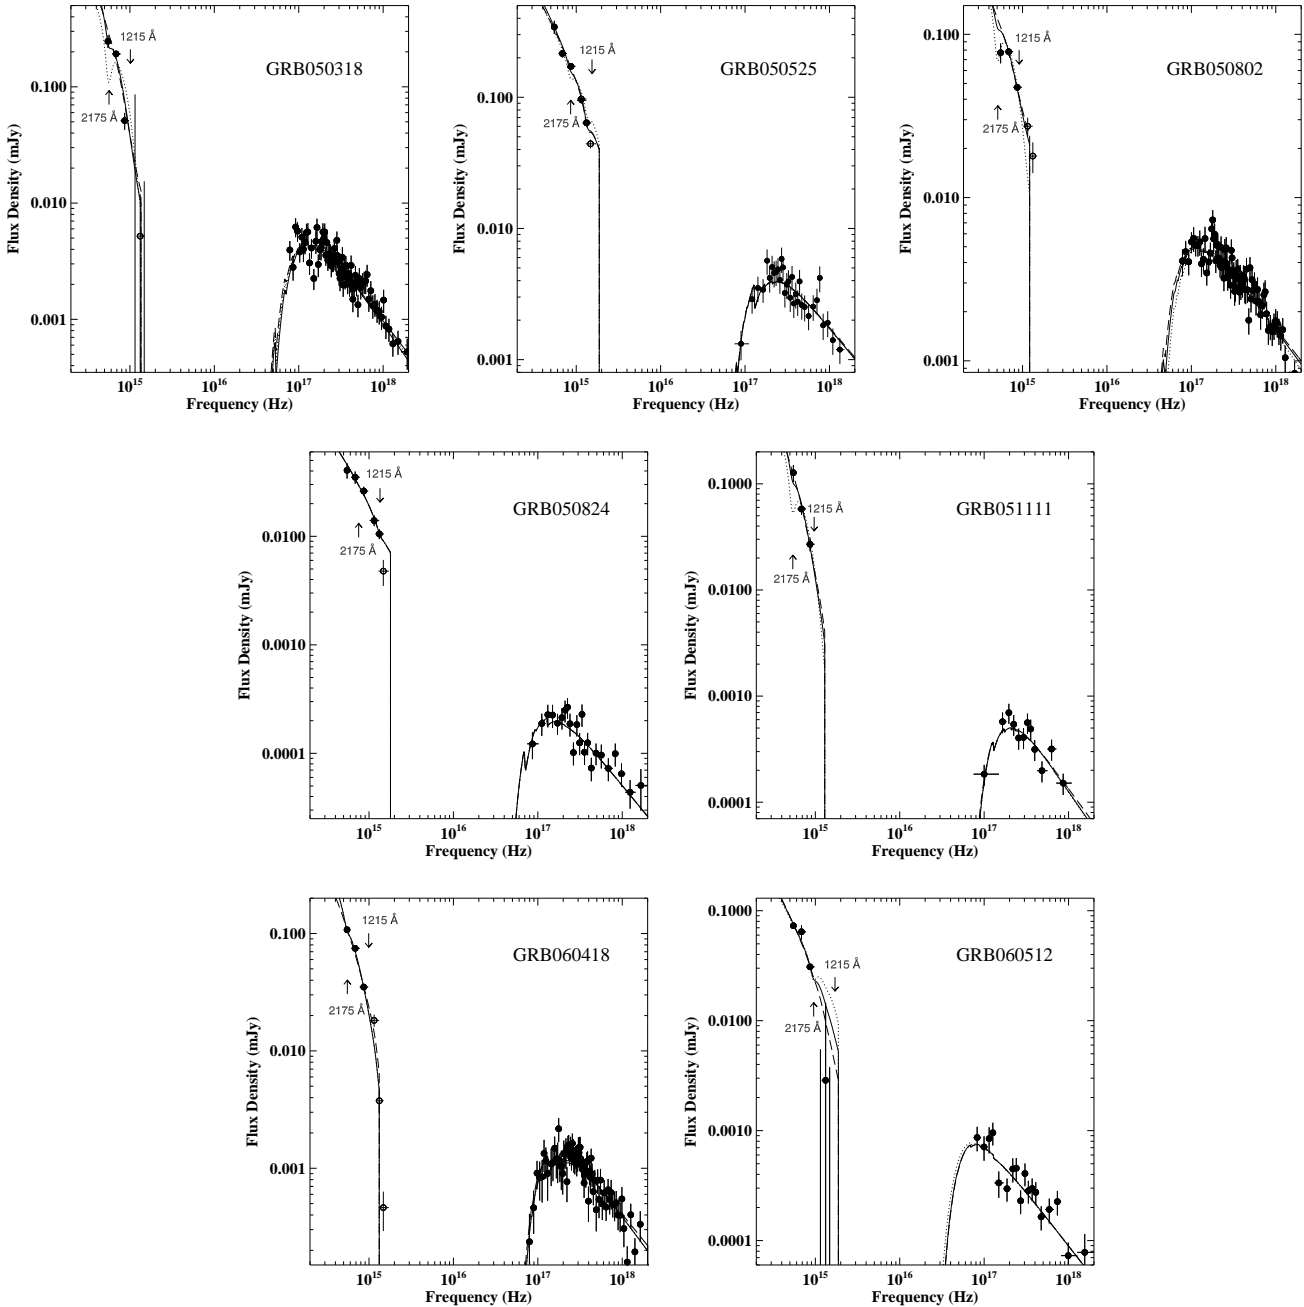 GRB050318
1215 Å
2175 Å
0.100
0.010
0.001
Flux Density (mJy)
10^15 10^16 10^17 10^18
Frequency (Hz)
GRB050525
1215 Å
2175 Å
0.100
0.010
0.001
Flux Density (mJy)
10^15 10^16 10^17 10^18
Frequency (Hz)
GRB050802
1215 Å
2175 Å
0.100
0.010
0.001
Flux Density (mJy)
10^15 10^16 10^17 10^18
Frequency (Hz)
GRB050824
1215 Å
2175 Å
0.0100
0.0010
0.0001
Flux Density (mJy)
10^15 10^16 10^17 10^18
Frequency (Hz)
GRB051111
1215 Å
2175 Å
0.1000
0.0100
0.0010
0.0001
Flux Density (mJy)
10^15 10^16 10^17 10^18
Frequency (Hz)
GRB060418
1215 Å
2175 Å
0.100
0.010
0.001
Flux Density (mJy)
10^15 10^16 10^17 10^18
Frequency (Hz)
GRB060512
1215 Å
2175 Å
0.1000
0.0100
0.0010
0.0001
Flux Density (mJy)
10^15 10^16 10^17 10^18
Frequency (Hz)